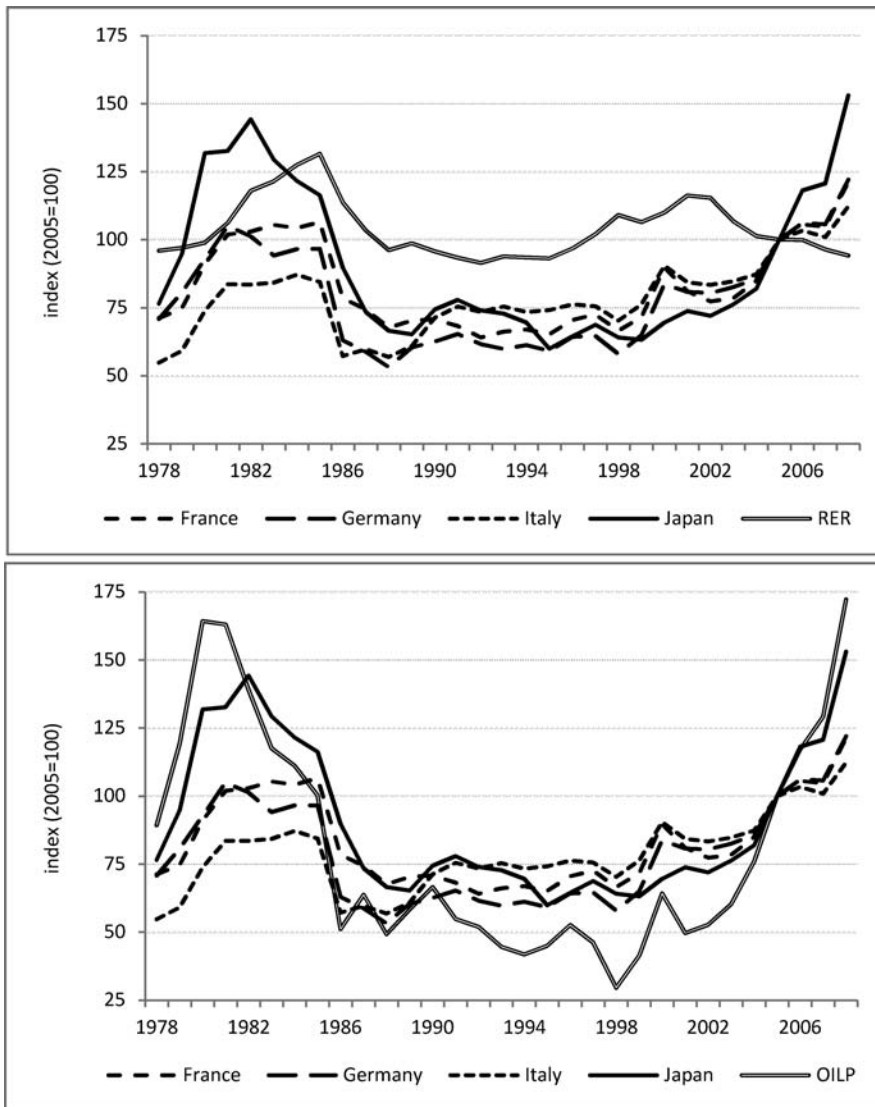 175
150
125
100
75
50
25
index (2005=100)
1978 1982 1986 1990 1994 1998 2002 2006
France Germany Italy Japan RER
175
150
125
100
75
50
25
index (2005=100)
1978 1982 1986 1990 1994 1998 2002 2006
France Germany Italy Japan OILP